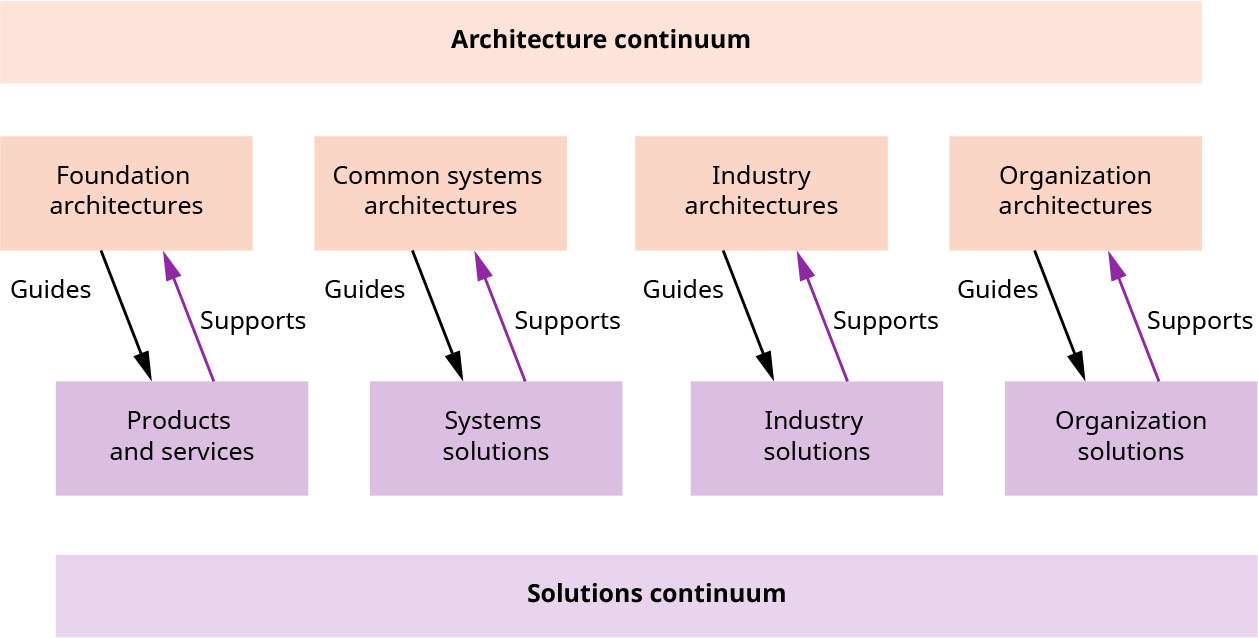 Architecture continuum
Foundation
architectures
Common systems
architectures
Industry
architectures
Organization
architectures
Guides
Supports
Guides
Supports
Guides
Supports
Guides
Supports
Products
and services
Systems
solutions
Industry
solutions
Organization
solutions
Solutions continuum